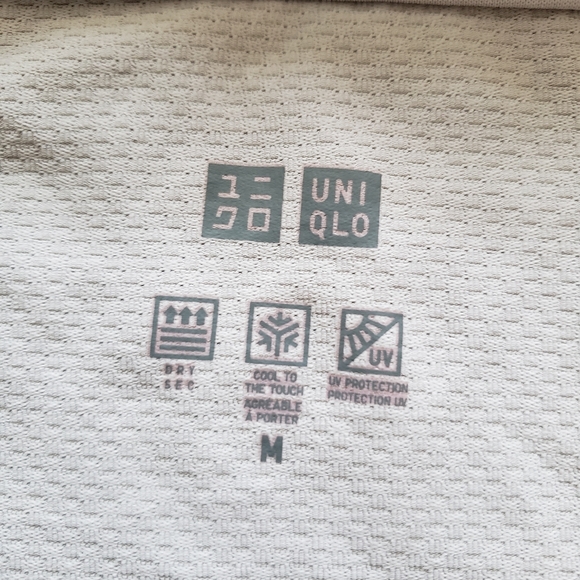 ユニ
クロ
UNI
QLO
DRY
SEC
COOL TO
THE TOUCH
AGRÉABLE
À PORTER
UV
UV PROTECTION
PROTECTION UV
M